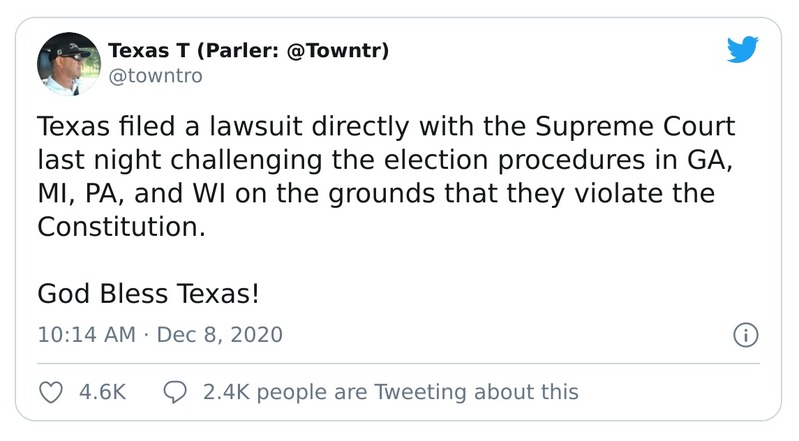 Texas T (Parler: @Towntr)
@towntro
Texas filed a lawsuit directly with the Supreme Court
last night challenging the election procedures in GA,
MI, PA, and WI on the grounds that they violate the
Constitution.
God Bless Texas!
10:14 AM · Dec 8, 2020
4.6K 2.4K people are Tweeting about this